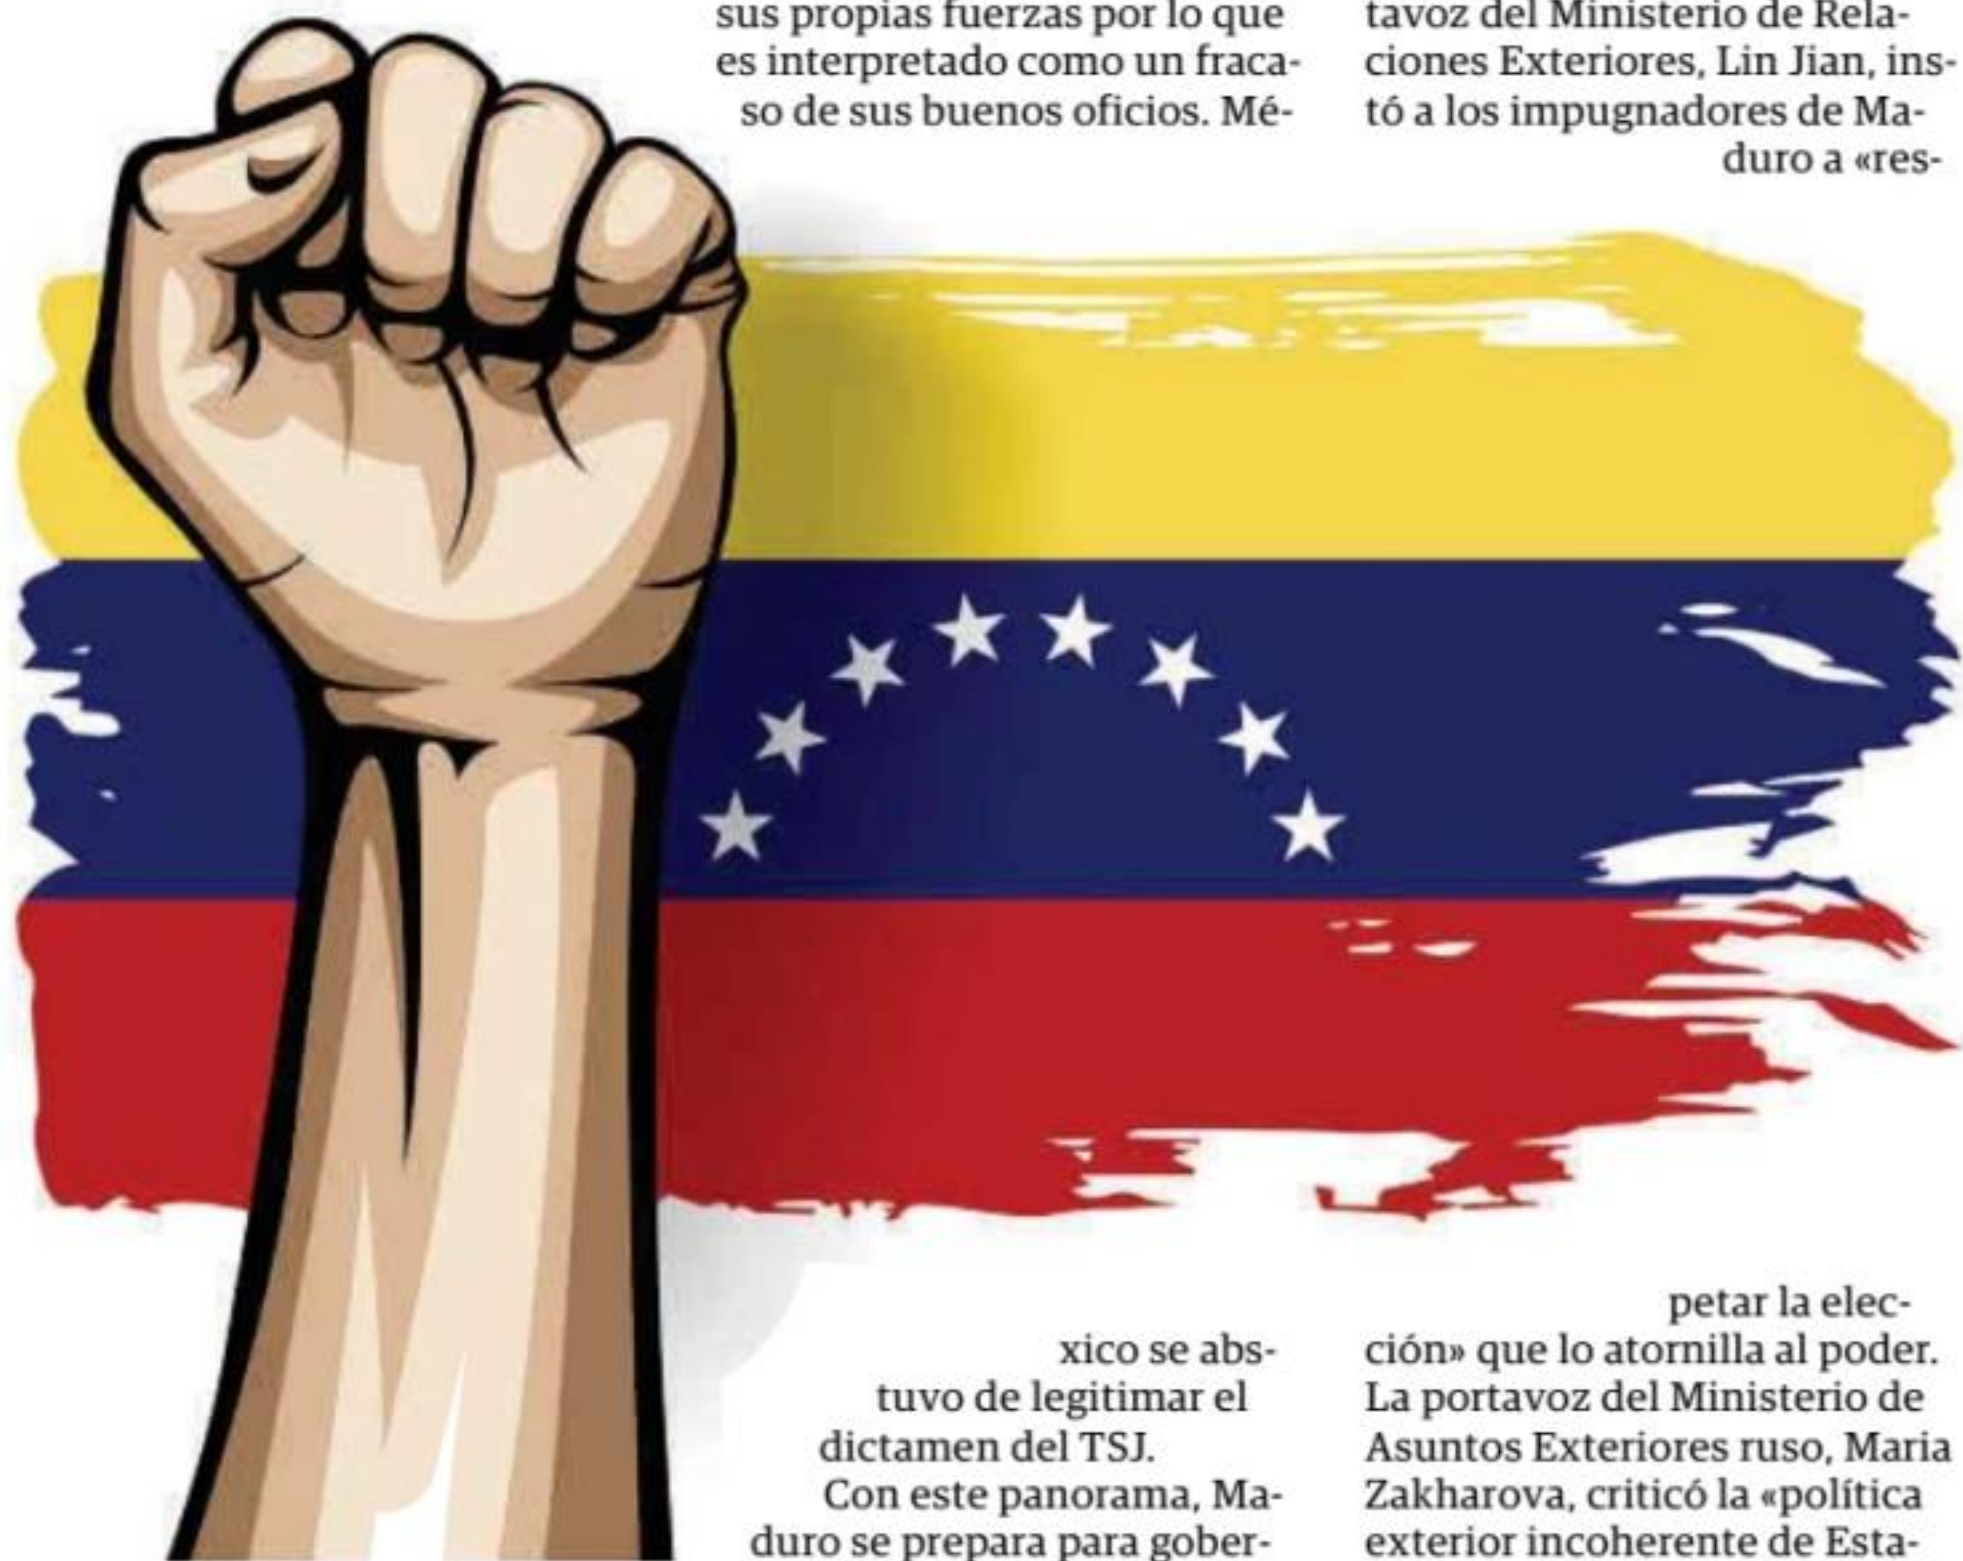 sus propias fuerzas por lo que
es interpretado como un fraca-
so de sus buenos oficios. Mé-
xico se abs-
tuvo de legitimar el
dictamen del TSJ.
Con este panorama, Ma-
duro se prepara para gober-
tavoz del Ministerio de Rela-
ciones Exteriores, Lin Jian, ins-
tó a los impugnadores de Ma-
duro a «res-
petar la elec-
ción» que lo atornilla al poder.
La portavoz del Ministerio de
Asuntos Exteriores ruso, Maria
Zakharova, criticó la «política
exterior incoherente de Esta-